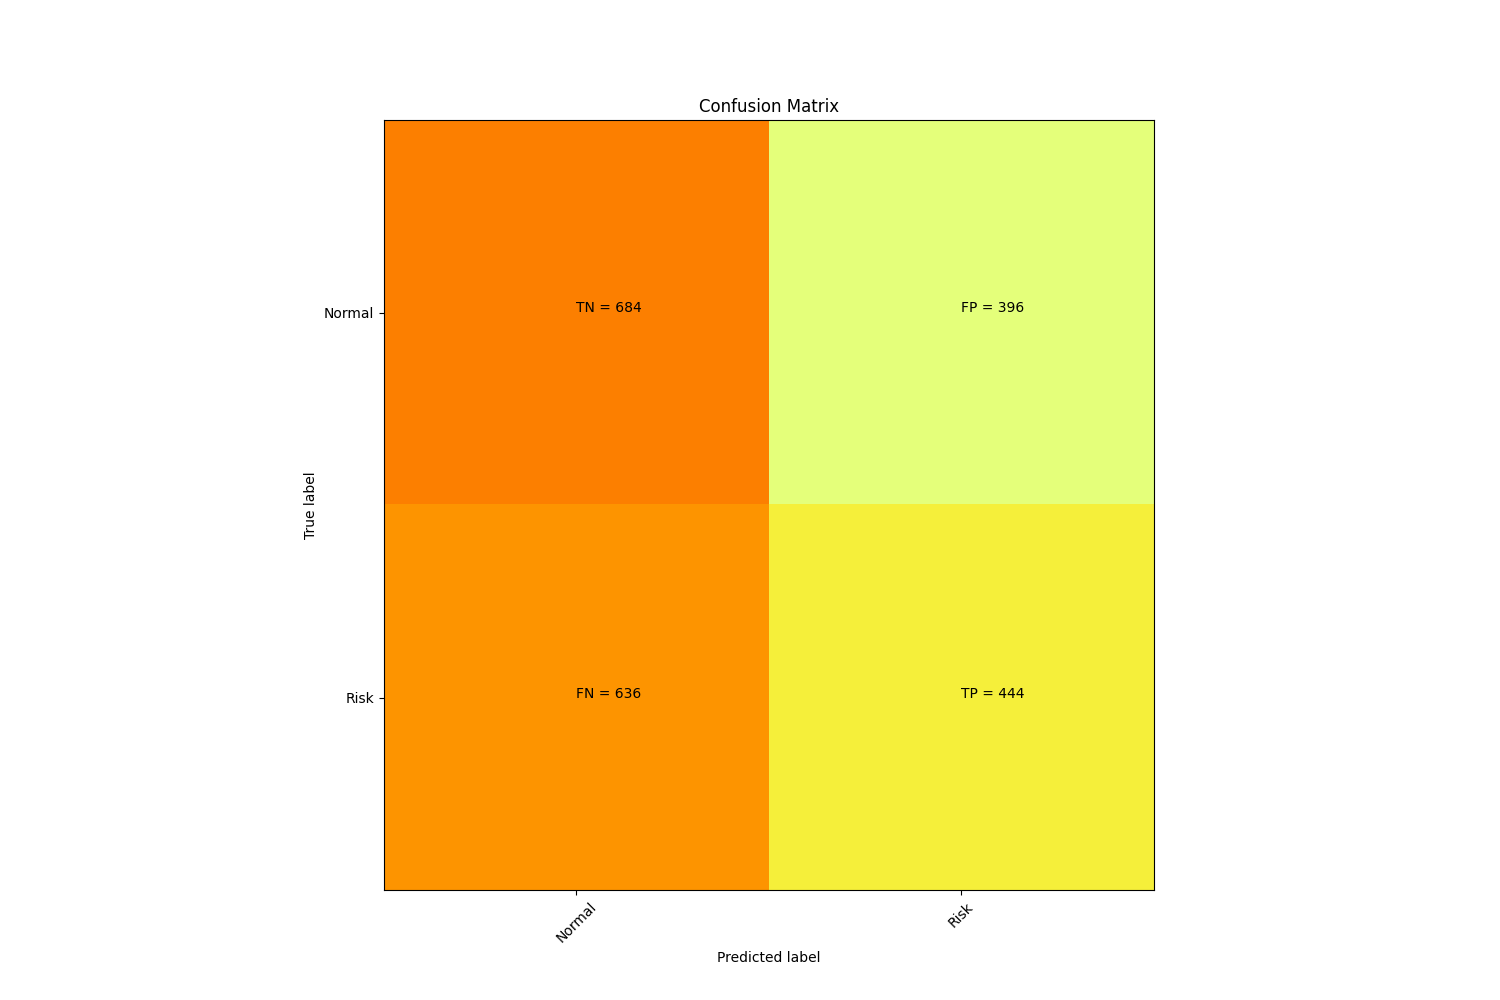 Confusion Matrix
Normal
TN = 684
FP = 396
True label
Risk
FN = 636
TP = 444
Normal
Risk
Predicted label